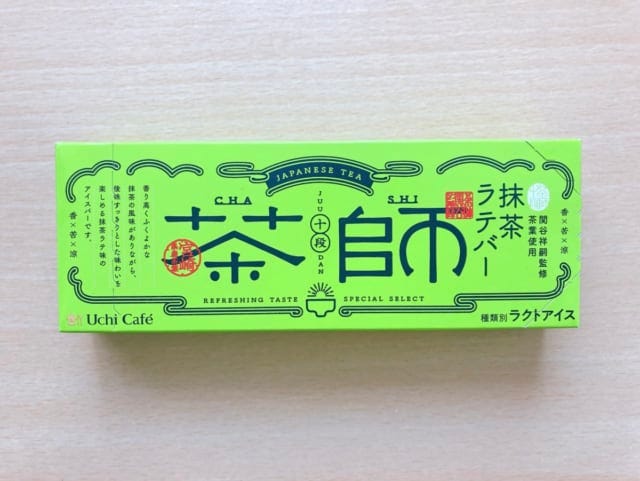 JAPANESE TEA
CHA
SHI
茶師
JUU
十段
DAN
REFRESHING TASTE
SPECIAL SELECT
抹茶
ラテバー
関谷祥嗣監修
茶葉使用
香×苦×涼
香り高くふくよかな
抹茶の風味がありながら、
後味すっきりとした味わいを
楽しめる抹茶ラテ味の
アイスバーです。
香×苦×涼
Uchi Café
種類別 ラクトアイス